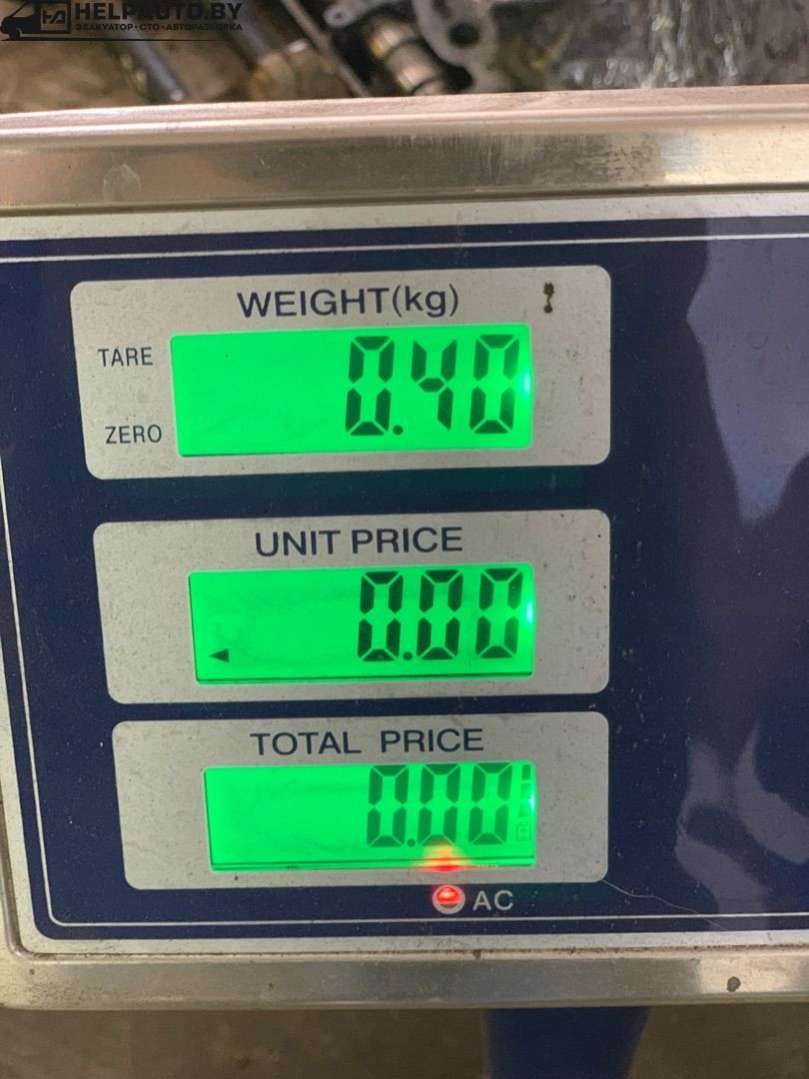 HELPAUTO.BY
ЭВАКУАТОР · СТО · АВТОРАЗБОРКА
WEIGHT(kg)
TARE
0.40
ZERO
UNIT PRICE
0.00
TOTAL PRICE
0.00
AC